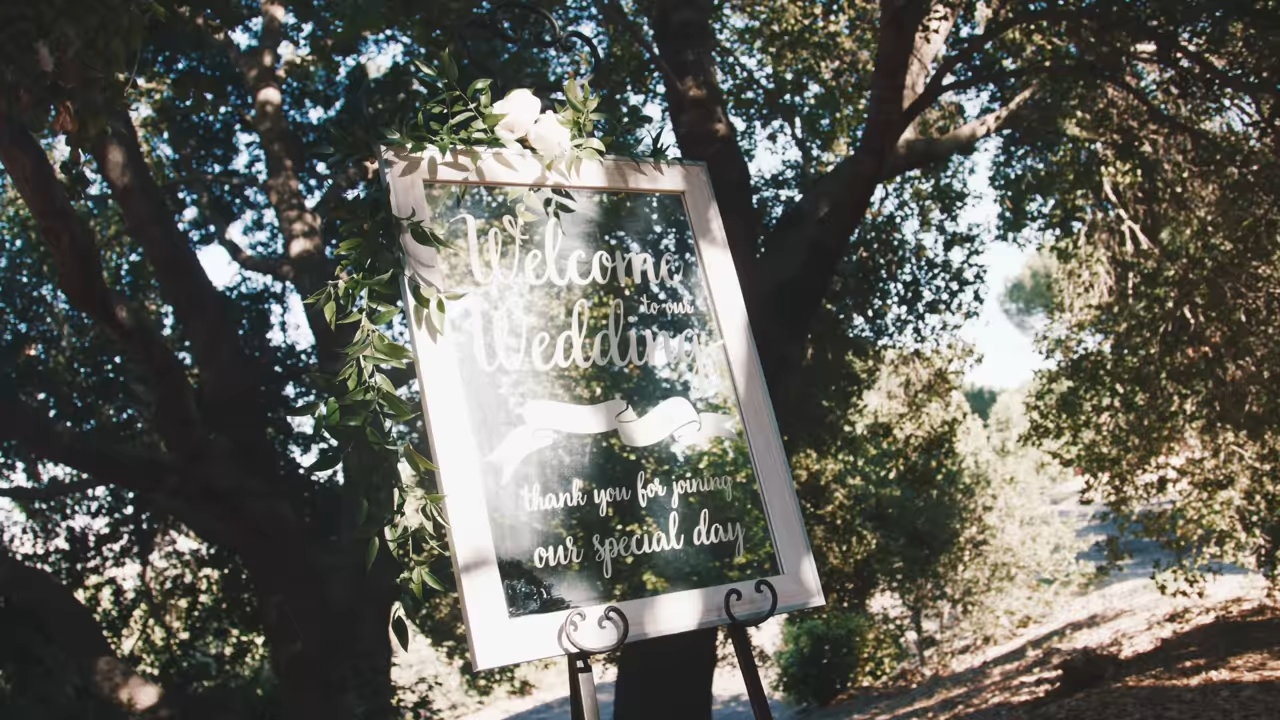 Welcome
to our
Wedding
thank you for joining
our special day